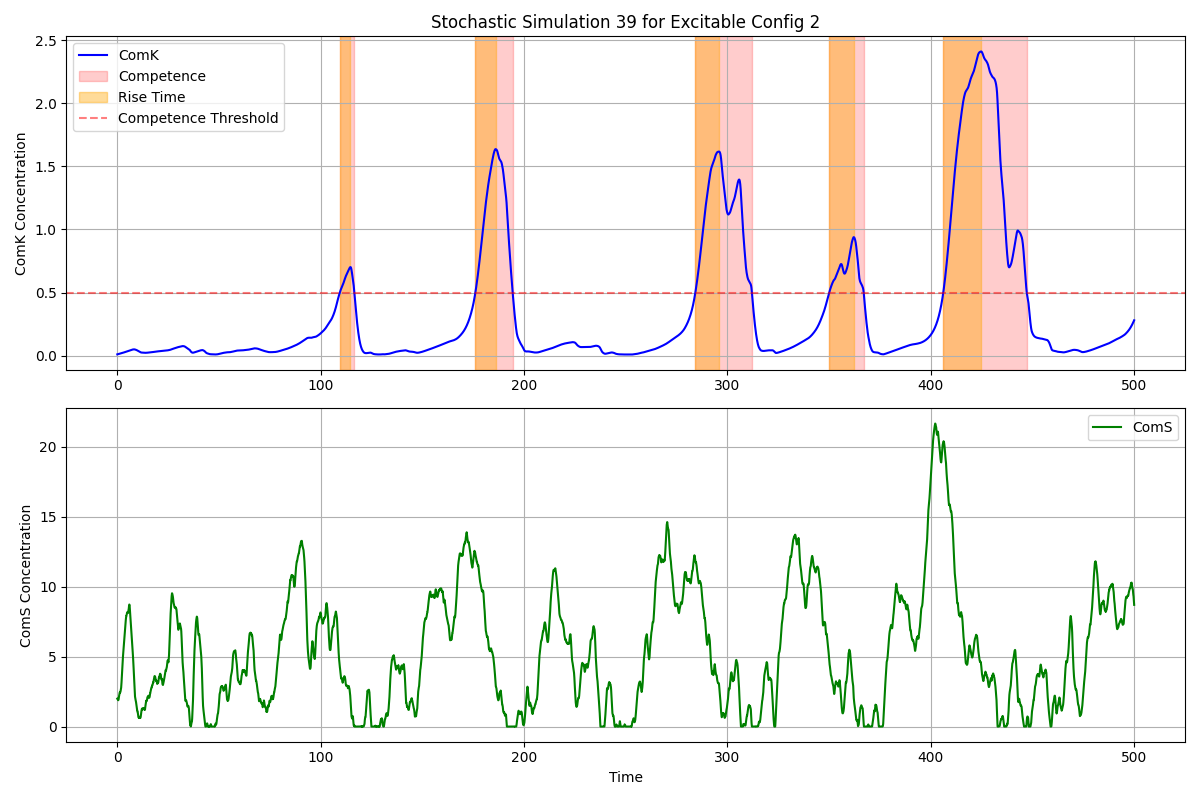 Stochastic Simulation 39 for Excitable Config 2
ComK Concentration
2.5
2.0
1.5
1.0
0.5
0.0
ComK
Competence
Rise Time
Competence Threshold
0 100 200 300 400 500
ComS Concentration
20
15
10
5
0
ComS
0 100 200 300 400 500
Time